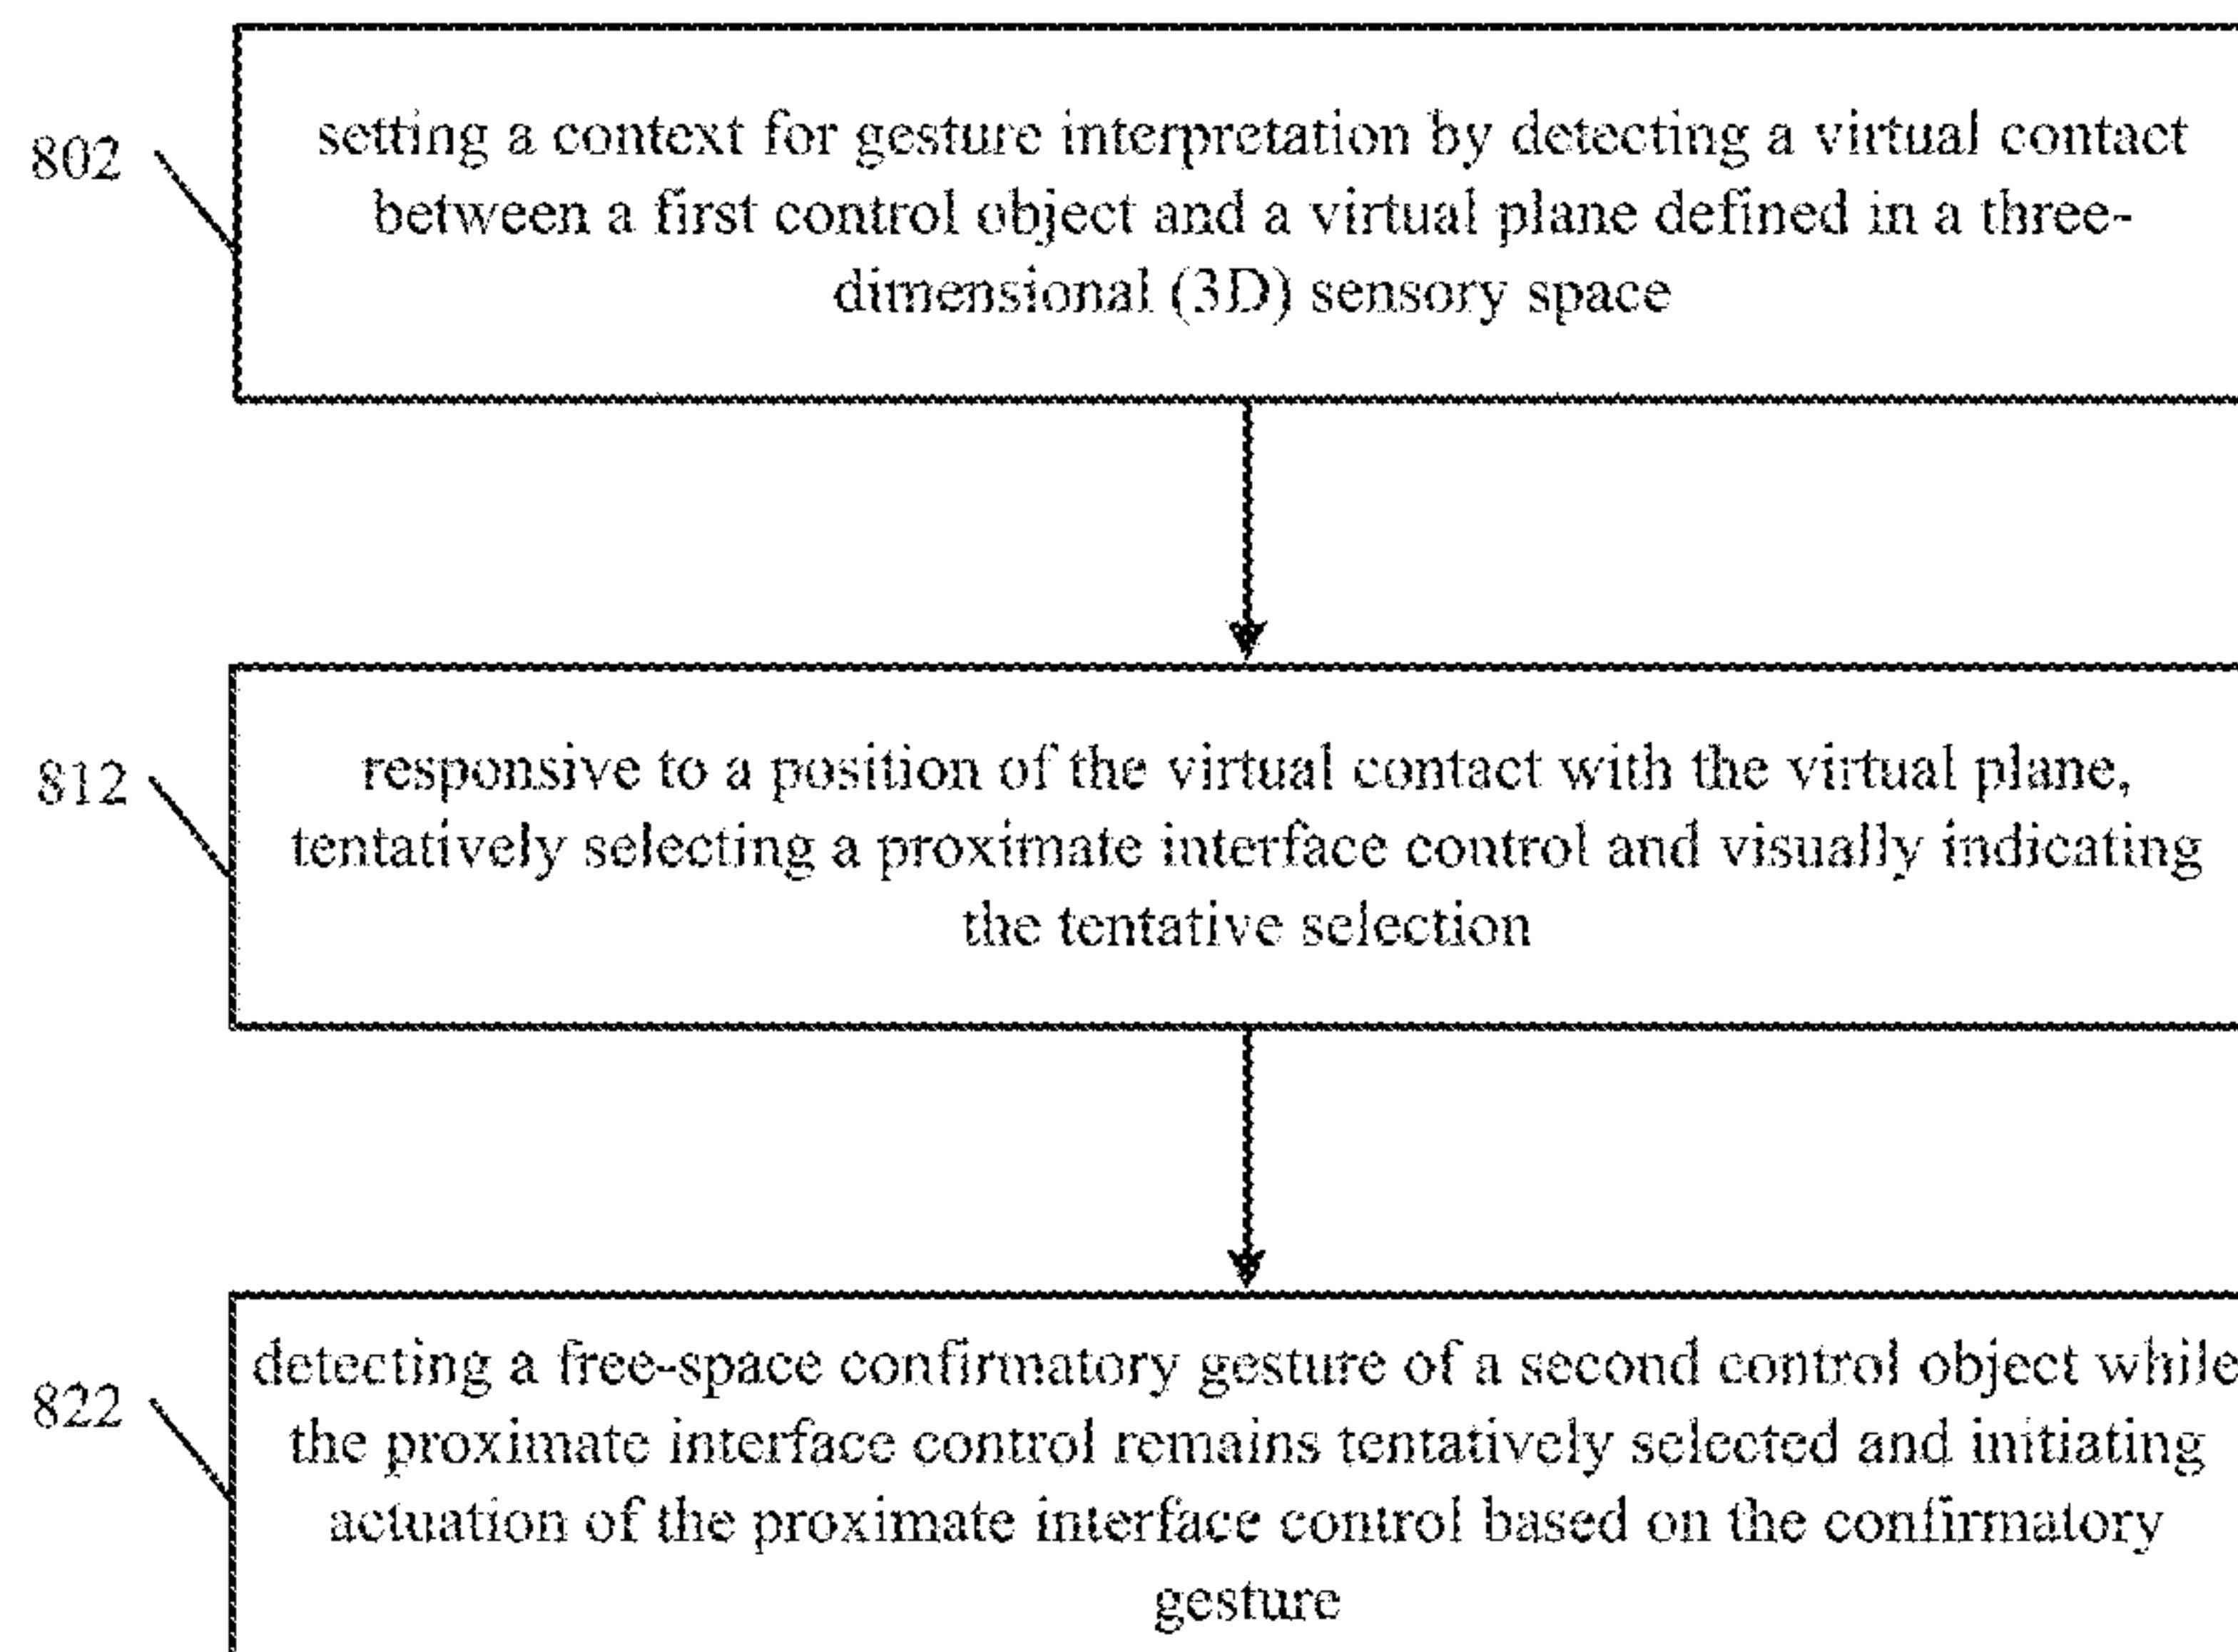 802
setting a context for gesture interpretation by detecting a virtual contact
between a first control object and a virtual plane defined in a three-
dimensional (3D) sensory space
812
responsive to a position of the virtual contact with the virtual plane,
tentatively selecting a proximate interface control and visually indicating
the tentative selection
822
detecting a free-space confirmatory gesture of a second control object while
the proximate interface control remains tentatively selected and initiating
actuation of the proximate interface control based on the confirmatory
gesture